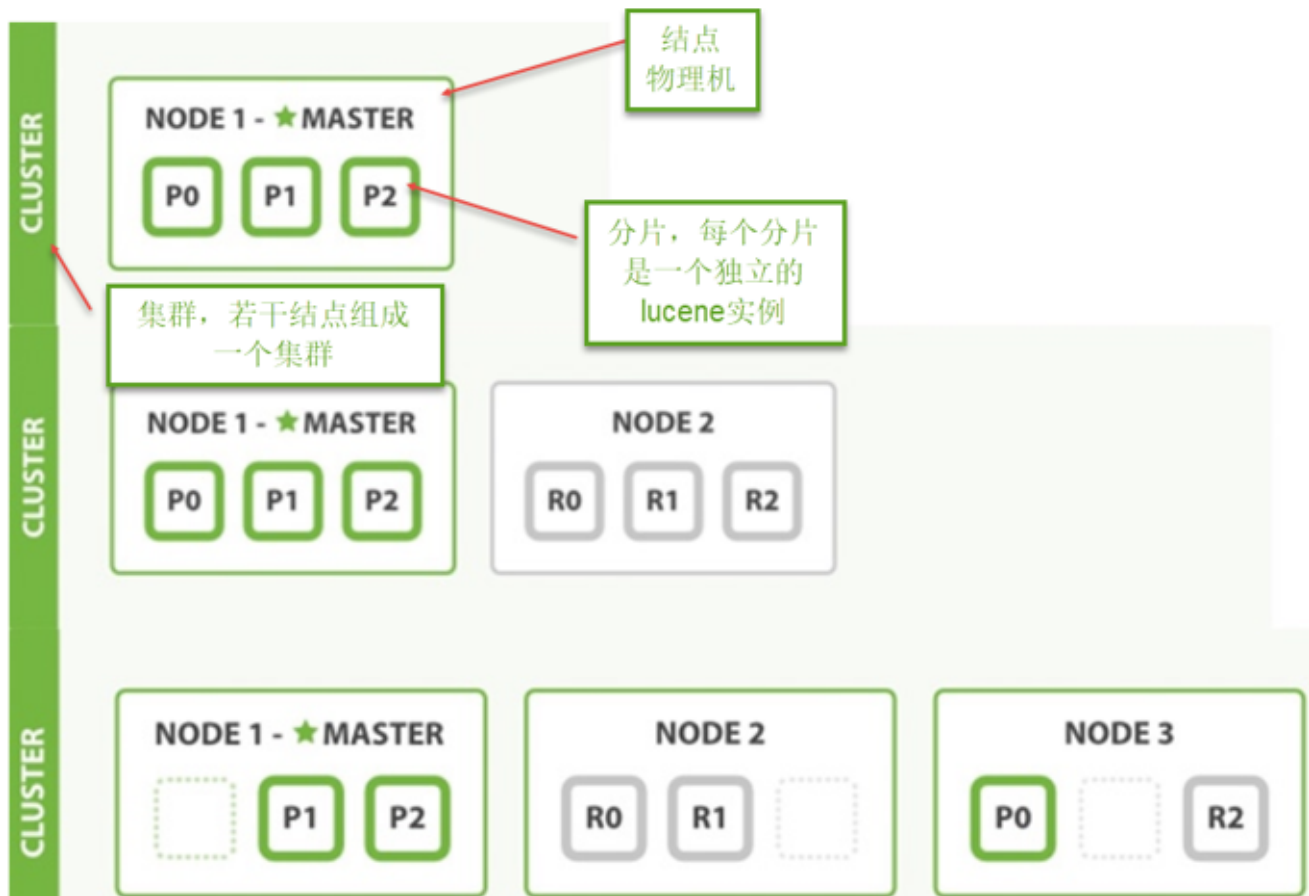 结点
物理机
CLUSTER
NODE 1 - ★MASTER
P0 P1 P2
分片，每个分片
是一个独立的
lucene实例
集群，若干结点组成
一个集群
CLUSTER
NODE 1 - ★MASTER
P0 P1 P2
NODE 2
R0 R1 R2
CLUSTER
NODE 1 - ★MASTER
P1 P2
NODE 2
R0 R1
NODE 3
P0 R2